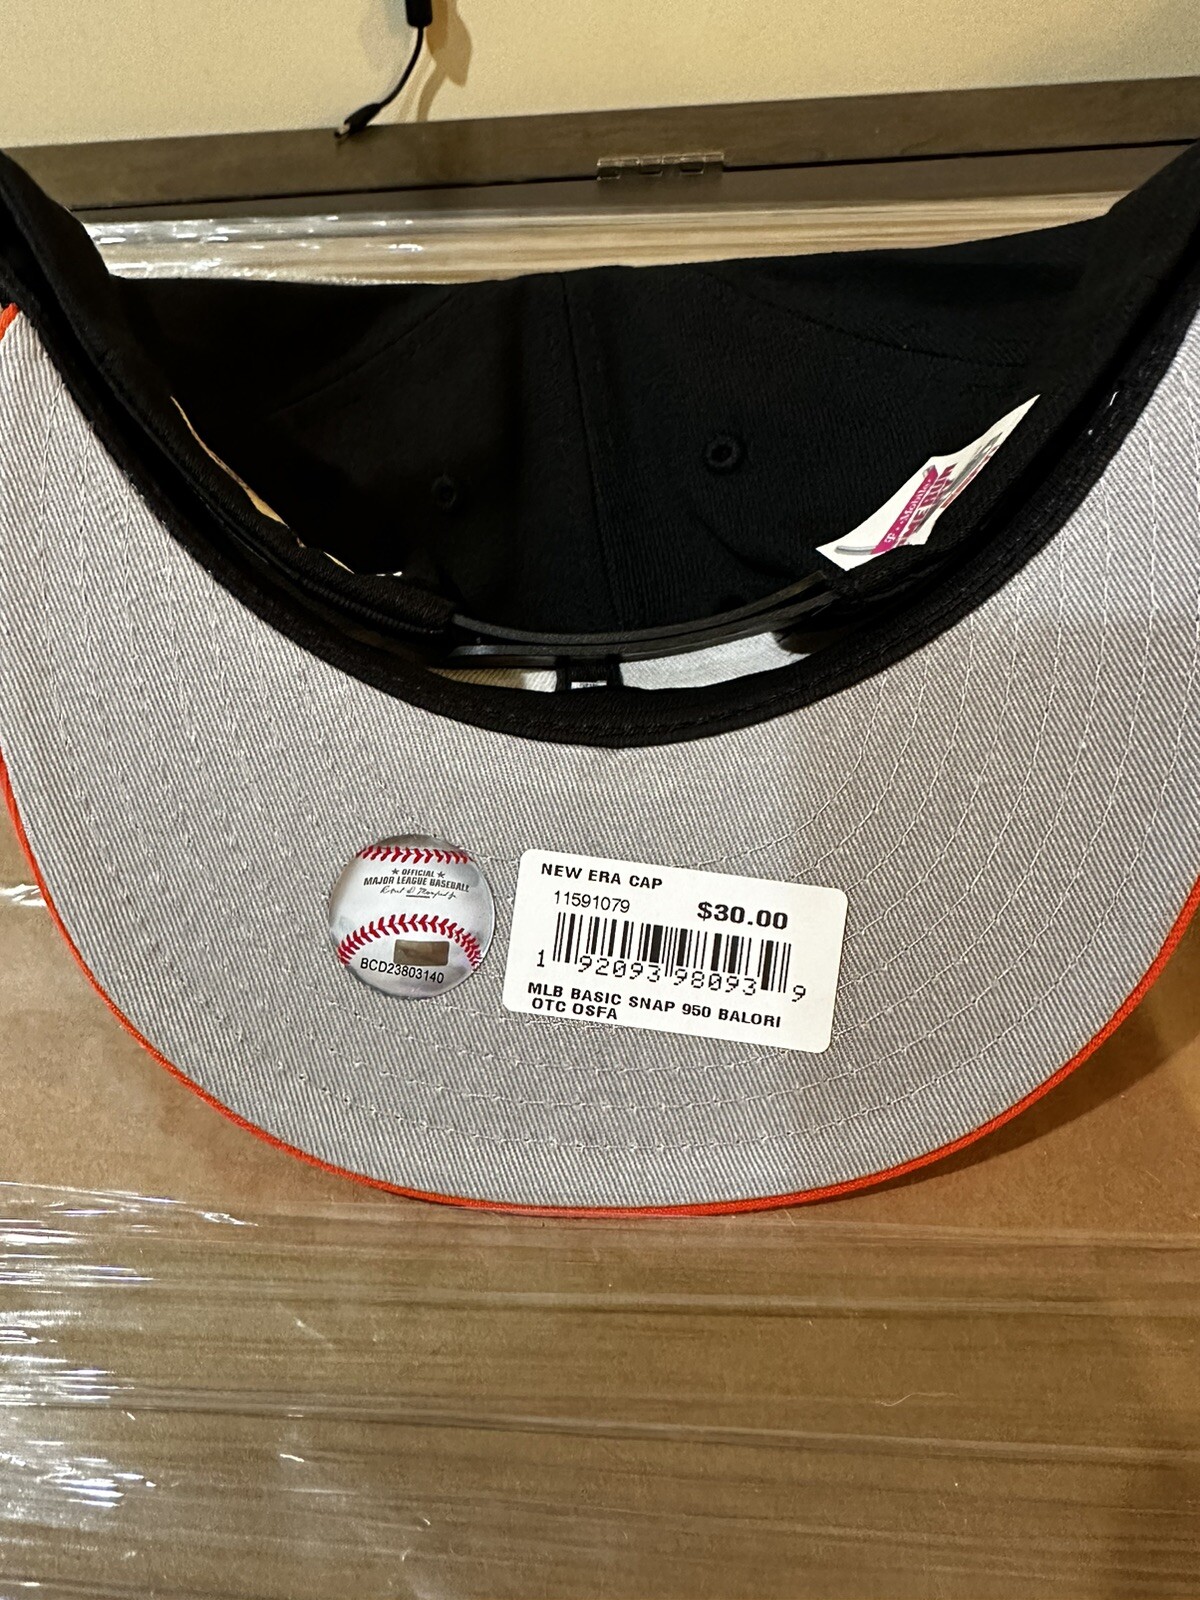 T · Mobile
★ OFFICIAL ★
MAJOR LEAGUE BASEBALL
BCD23803140
NEW ERA CAP
11591079 $30.00
1 92093 98093 9
MLB BASIC SNAP 950 BALORI
OTC OSFA